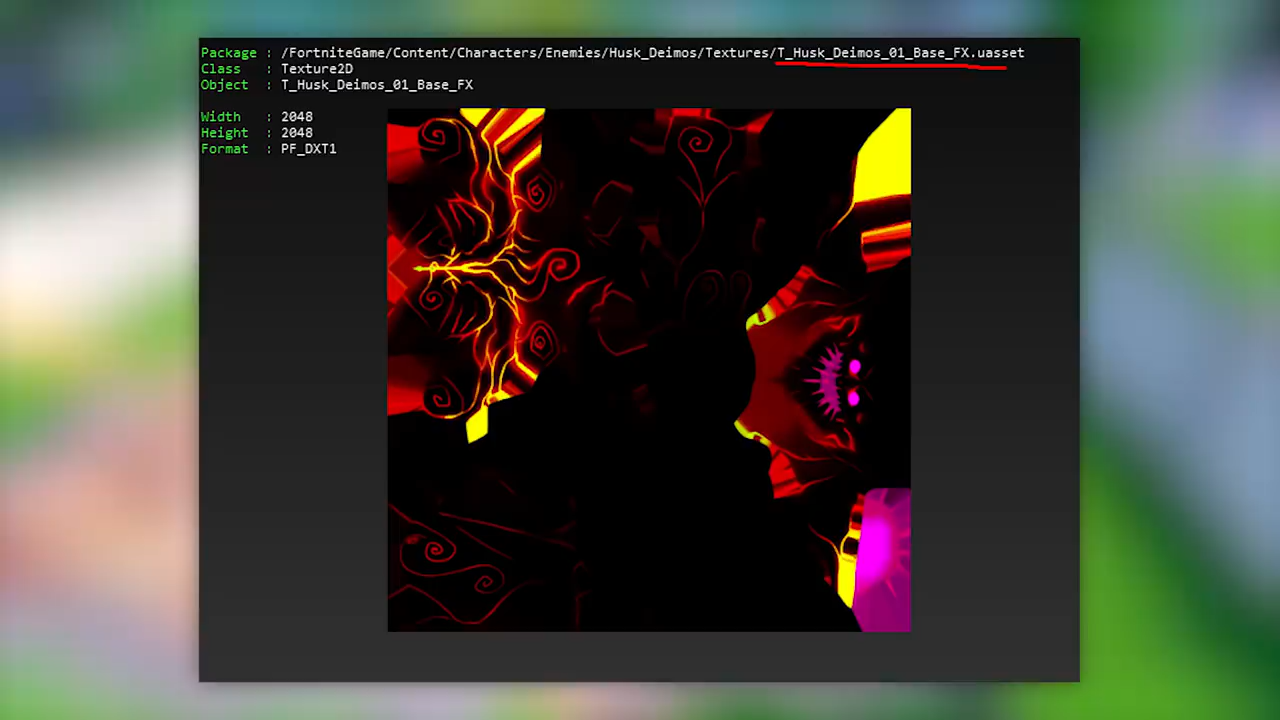 Package : /FortniteGame/Content/Characters/Enemies/Husk_Deimos/Textures/T_Husk_Deimos_01_Base_FX.uasset
Class : Texture2D
Object : T_Husk_Deimos_01_Base_FX
Width : 2048
Height : 2048
Format : PF_DXT1